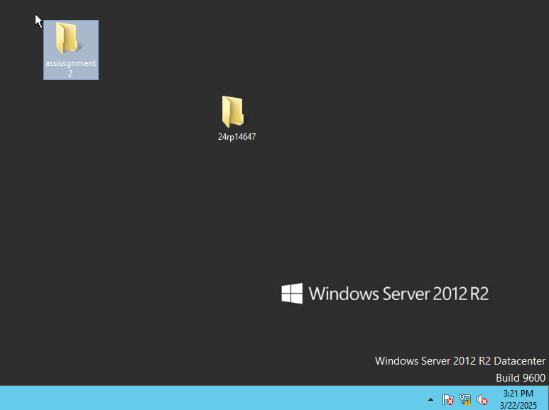 assissgnment
2
24rp14647
Windows Server 2012 R2
Windows Server 2012 R2 Datacenter
Build 9600
3:21 PM
3/22/2025